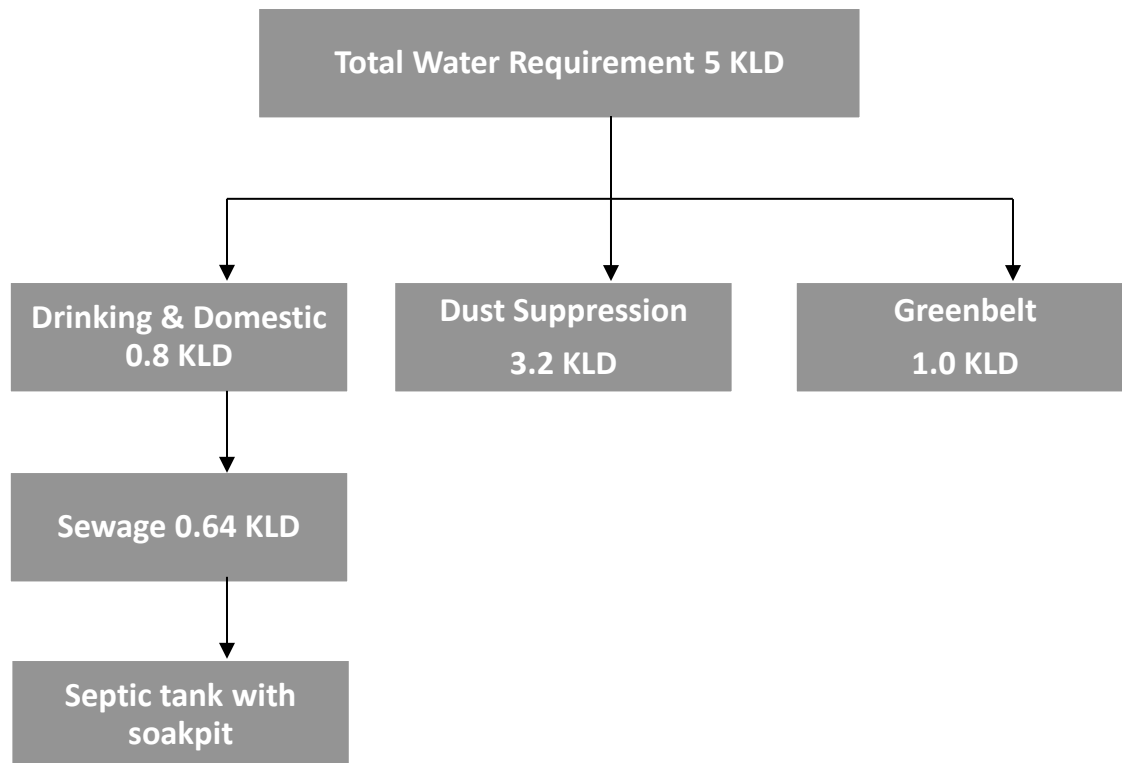 Total Water Requirement 5 KLD
Drinking & Domestic
0.8 KLD
Dust Suppression
3.2 KLD
Greenbelt
1.0 KLD
Sewage 0.64 KLD
Septic tank with
soakpit